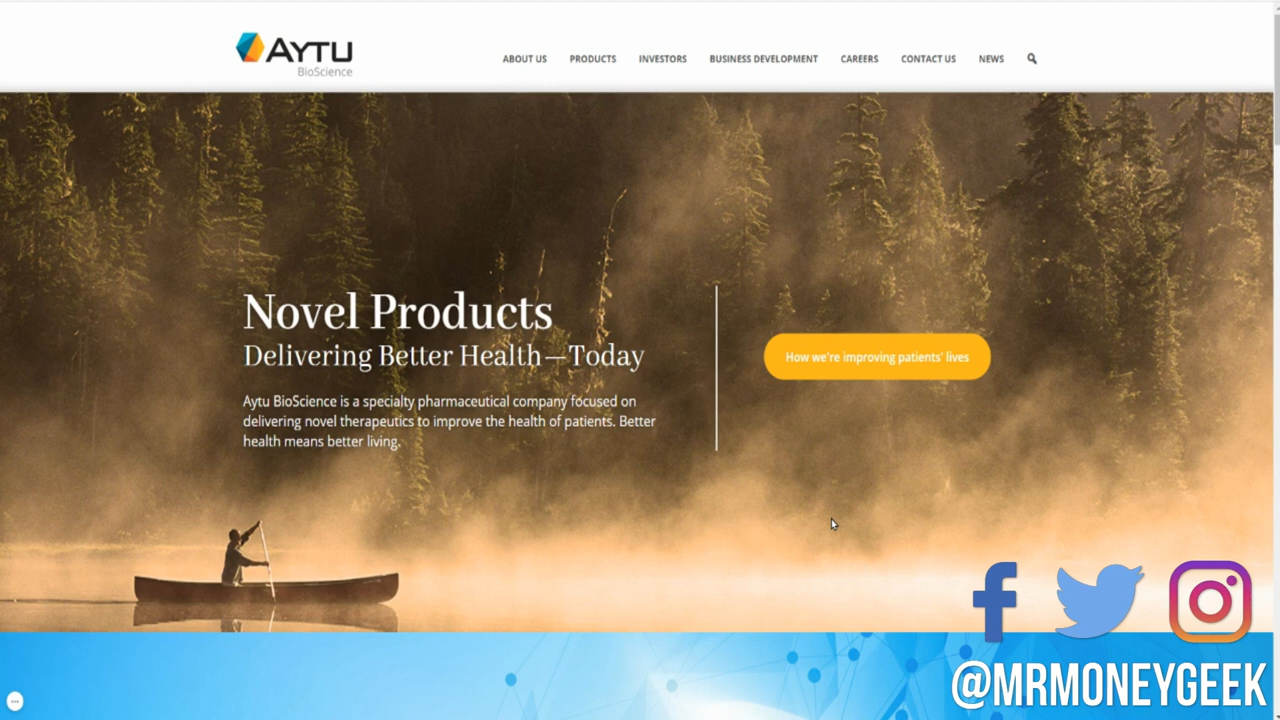 AYTU
BioScience
ABOUT US PRODUCTS INVESTORS BUSINESS DEVELOPMENT CAREERS CONTACT US NEWS
Novel Products
Delivering Better Health—Today
How we're improving patients' lives
Aytu BioScience is a specialty pharmaceutical company focused on
delivering novel therapeutics to improve the health of patients. Better
health means better living.
@MRMONEYGEEK